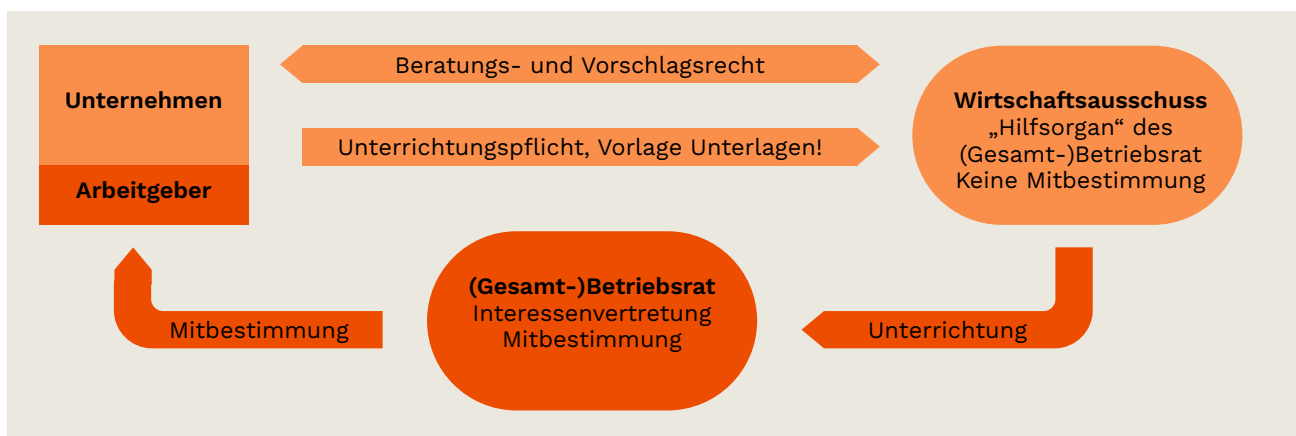 Unternehmen
Arbeitgeber
Beratungs- und Vorschlagsrecht
Unterrichtungspflicht, Vorlage Unterlagen!
Wirtschaftsausschuss
„Hilfsorgan“ des
(Gesamt-)Betriebsrat
Keine Mitbestimmung
Mitbestimmung
(Gesamt-)Betriebsrat
Interessenvertretung
Mitbestimmung
Unterrichtung